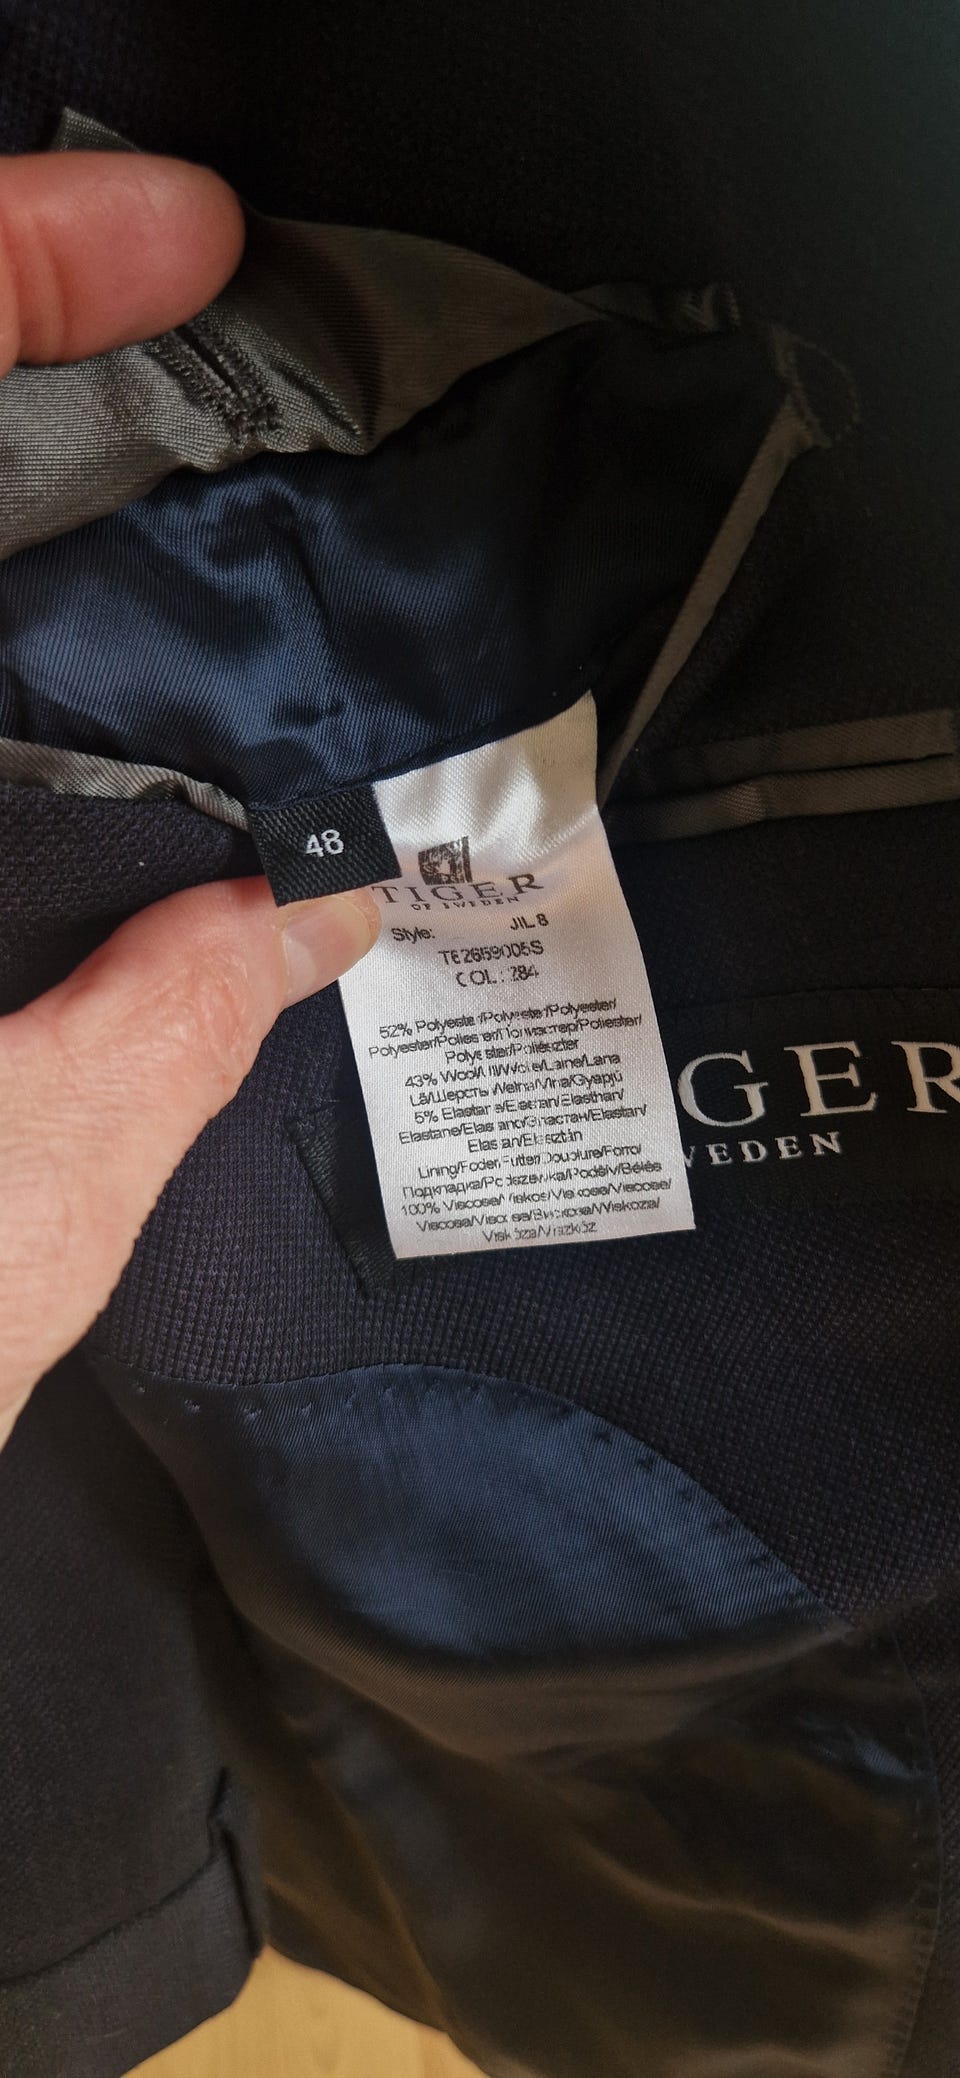 48
TIGER
OF SWEDEN
Style: JIL 8
COL: 284
52% Polyester/Polyester/Polyester/
Polyester/Poliester/Полиэстер/Poliester/
Polyester/Poliészter
43% Wool/Ull/Wolle/Laine/Lana
Lã/Шерсть/Wełna/Vlna/Gyapjú
5% Elastane/Elastan/Elasthan/
Elastane/Elastano/Эластан/Elastan/
Elastan/Elasztán
Lining/Foder/Futter/Doublure/Forro/
Подкладка/Podszewka/Podšív/Bélés
100% Viscose/Viskos/Viskose/Viscose/
Viscosa/Viscosa/Вискоза/Wiskoza/
Viskóza/Viszkóz
GER
WEDEN